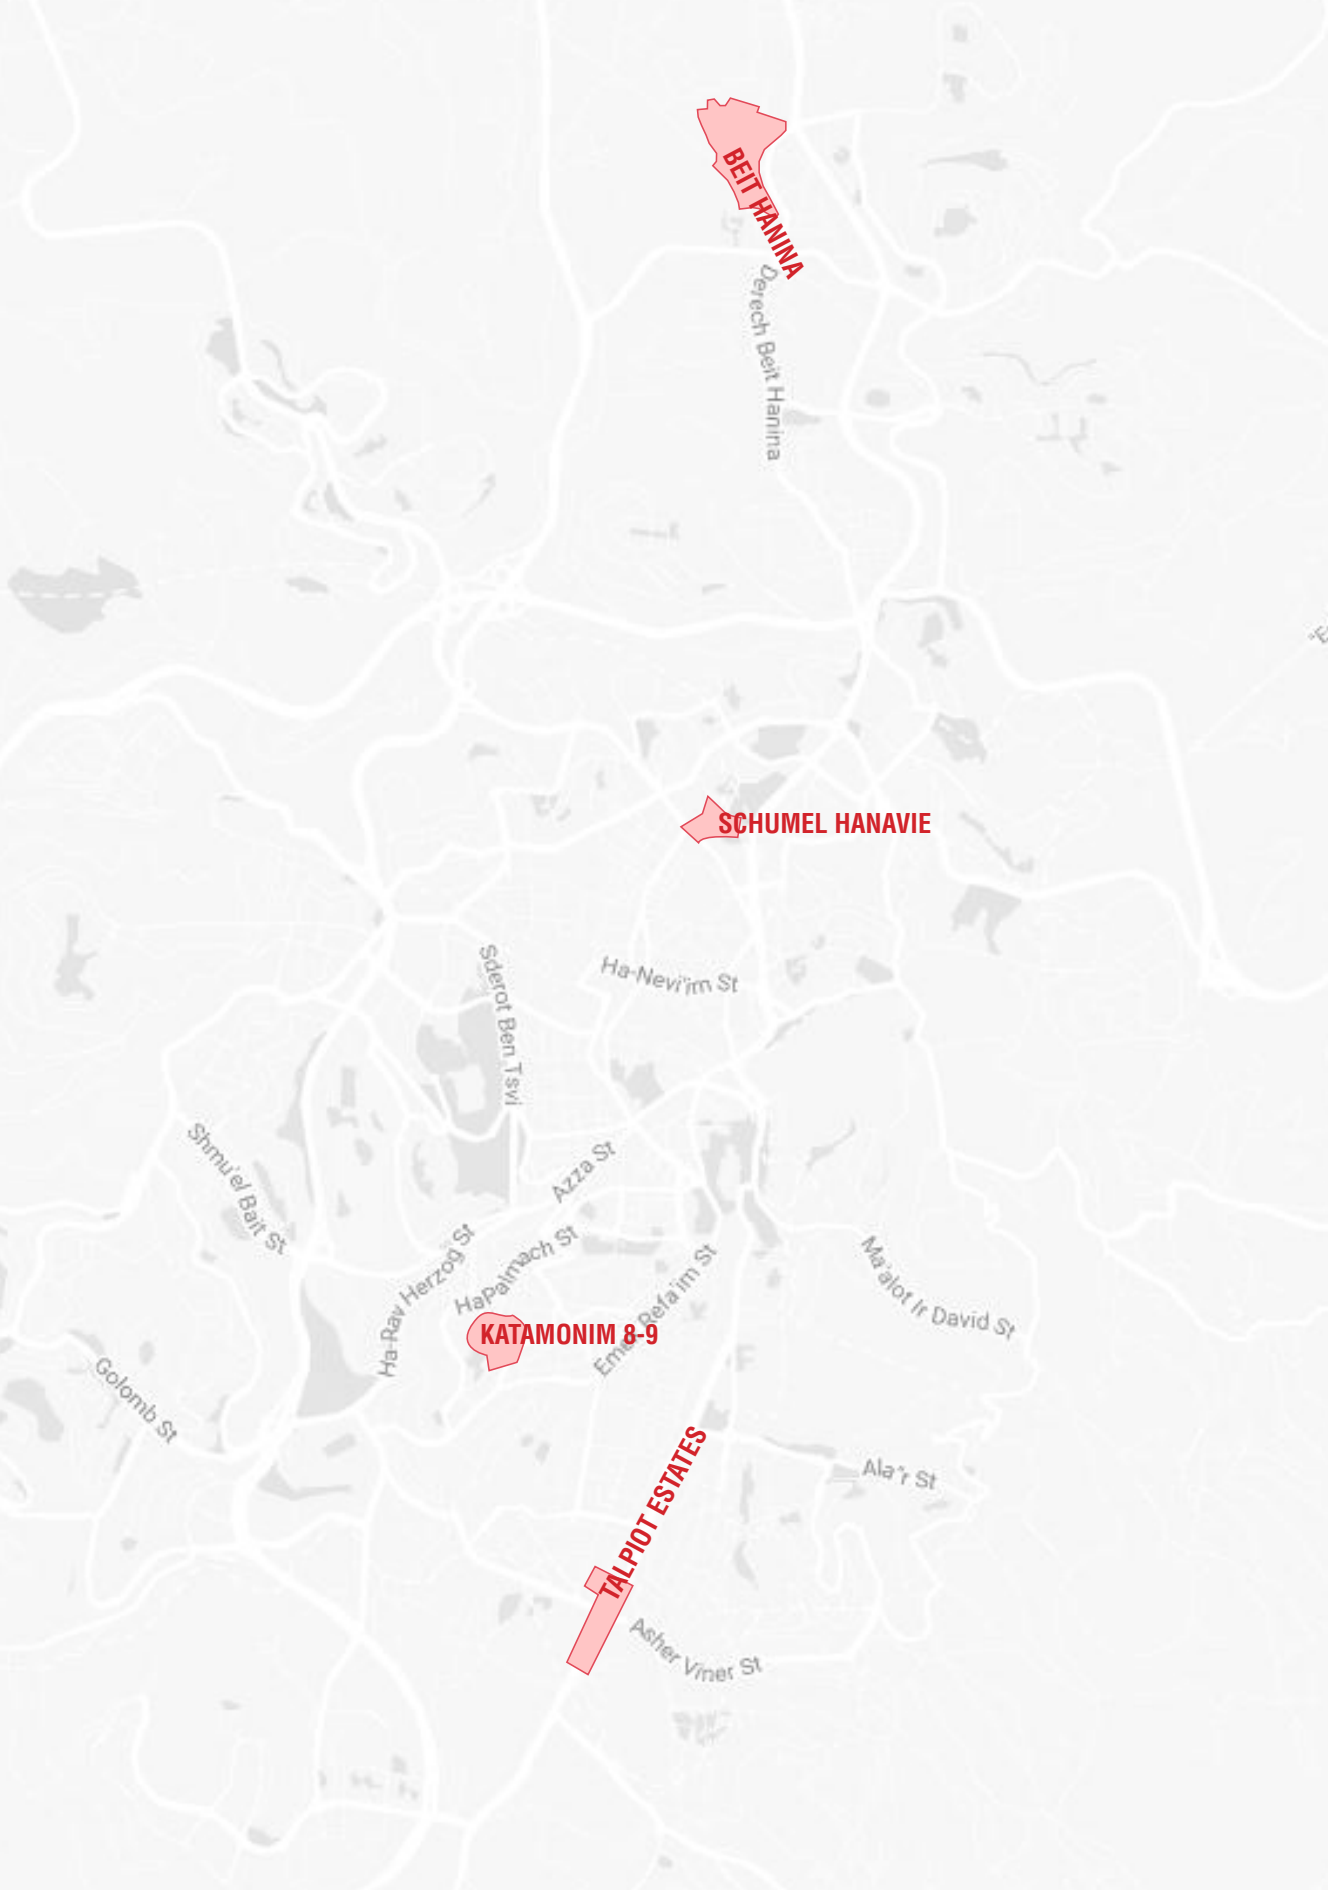 BEIT HANINA
Derech Beit Hanina
SCHUMEL HANAVIE
Sderot Ben Tsvi
Ha-Nevi'im St
Shmu'el Bait St
Azza St
Ha-Rav Herzog St
HaPalmach St
Ma'alot Ir David St
KATAMONIM 8-9
Emek Refa'im St
Golomb St
TALPIOT ESTATES
Ala'r St
Asher Viner St